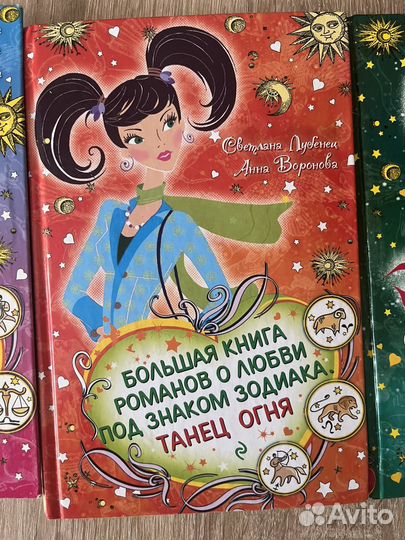 Светлана Лубенец
Анна Воронова
БОЛЬШАЯ КНИГА
РОМАНОВ О ЛЮБВИ
ПОД ЗНАКОМ ЗОДИАКА.
ТАНЕЦ ОГНЯ
Avito